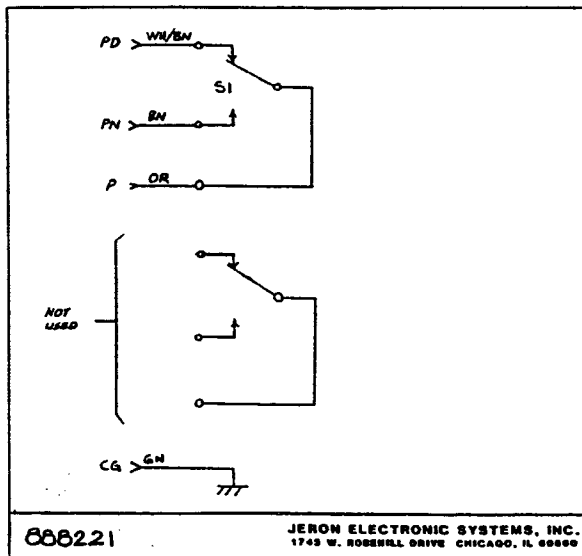 PD WH/BN
S1
PN BN
P OR
NOT
USED
CG GN
888221
JERON ELECTRONIC SYSTEMS, INC.
1743 W. ROSEHILL DRIVE CHICAGO, IL 60660